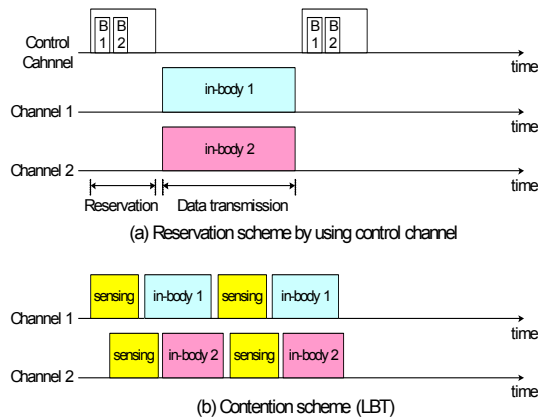 B
1
B
2
B
1
B
2
Control
Cahnnel
time
in-body 1
Channel 1
time
in-body 2
Channel 2
time
Reservation
Data transmission
(a) Reservation scheme by using control channel
sensing
in-body 1
sensing
in-body 1
Channel 1
time
sensing
in-body 2
sensing
in-body 2
Channel 2
time
(b) Contention scheme (LBT)